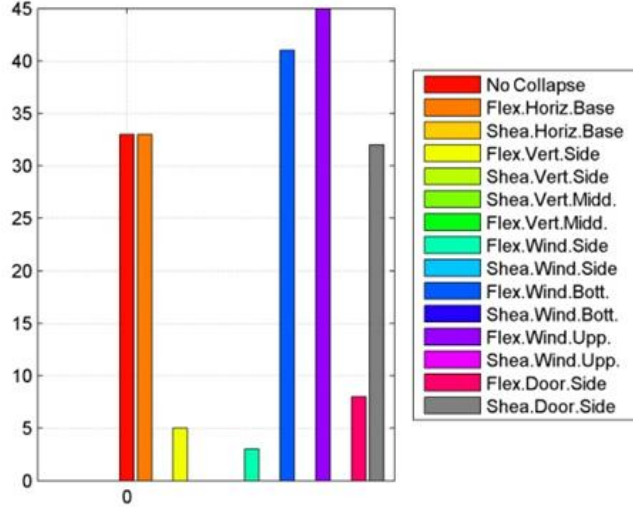 45
40
35
30
25
20
15
10
5
0
0
No Collapse
Flex.Horiz.Base
Shea.Horiz.Base
Flex.Vert.Side
Shea.Vert.Side
Shea.Vert.Midd.
Flex.Vert.Midd.
Flex.Wind.Side
Shea.Wind.Side
Flex.Wind.Bott.
Shea.Wind.Bott.
Flex.Wind.Upp.
Shea.Wind.Upp.
Flex.Door.Side
Shea.Door.Side